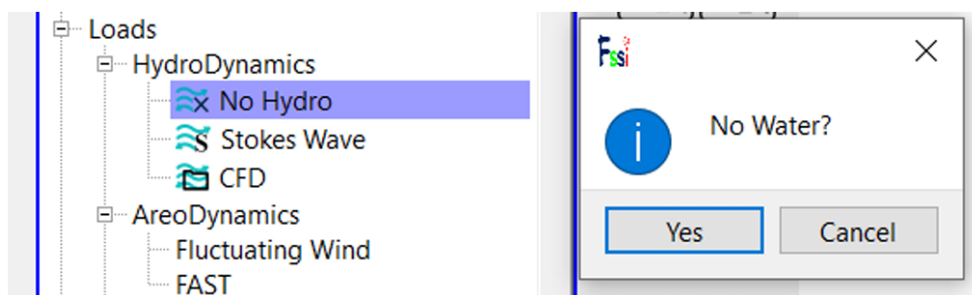 Loads
HydroDynamics
No Hydro
Stokes Wave
CFD
AreoDynamics
Fluctuating Wind
FAST
Fssi
No Water?
Yes
Cancel